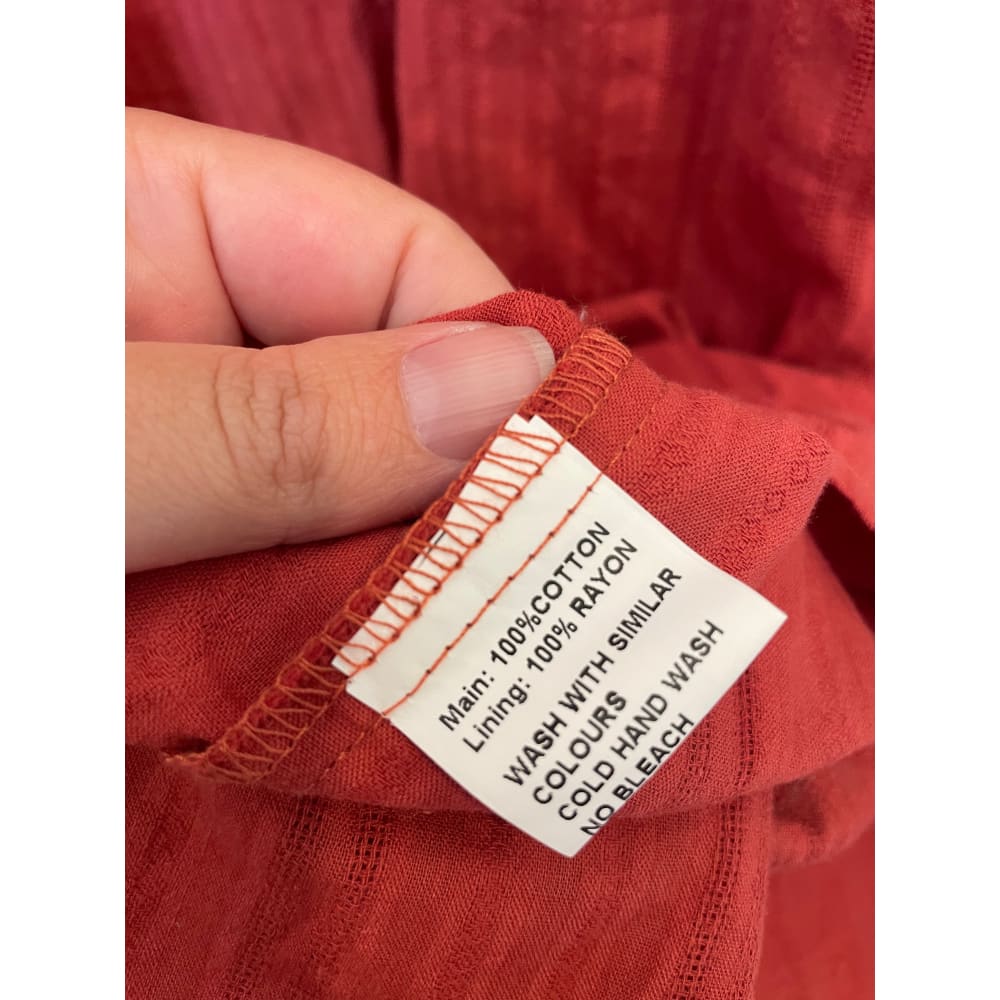 Main: 100%COTTON
Lining: 100% RAYON
WASH WITH SIMILAR
COLOURS
COLD HAND WASH
NO BLEACH